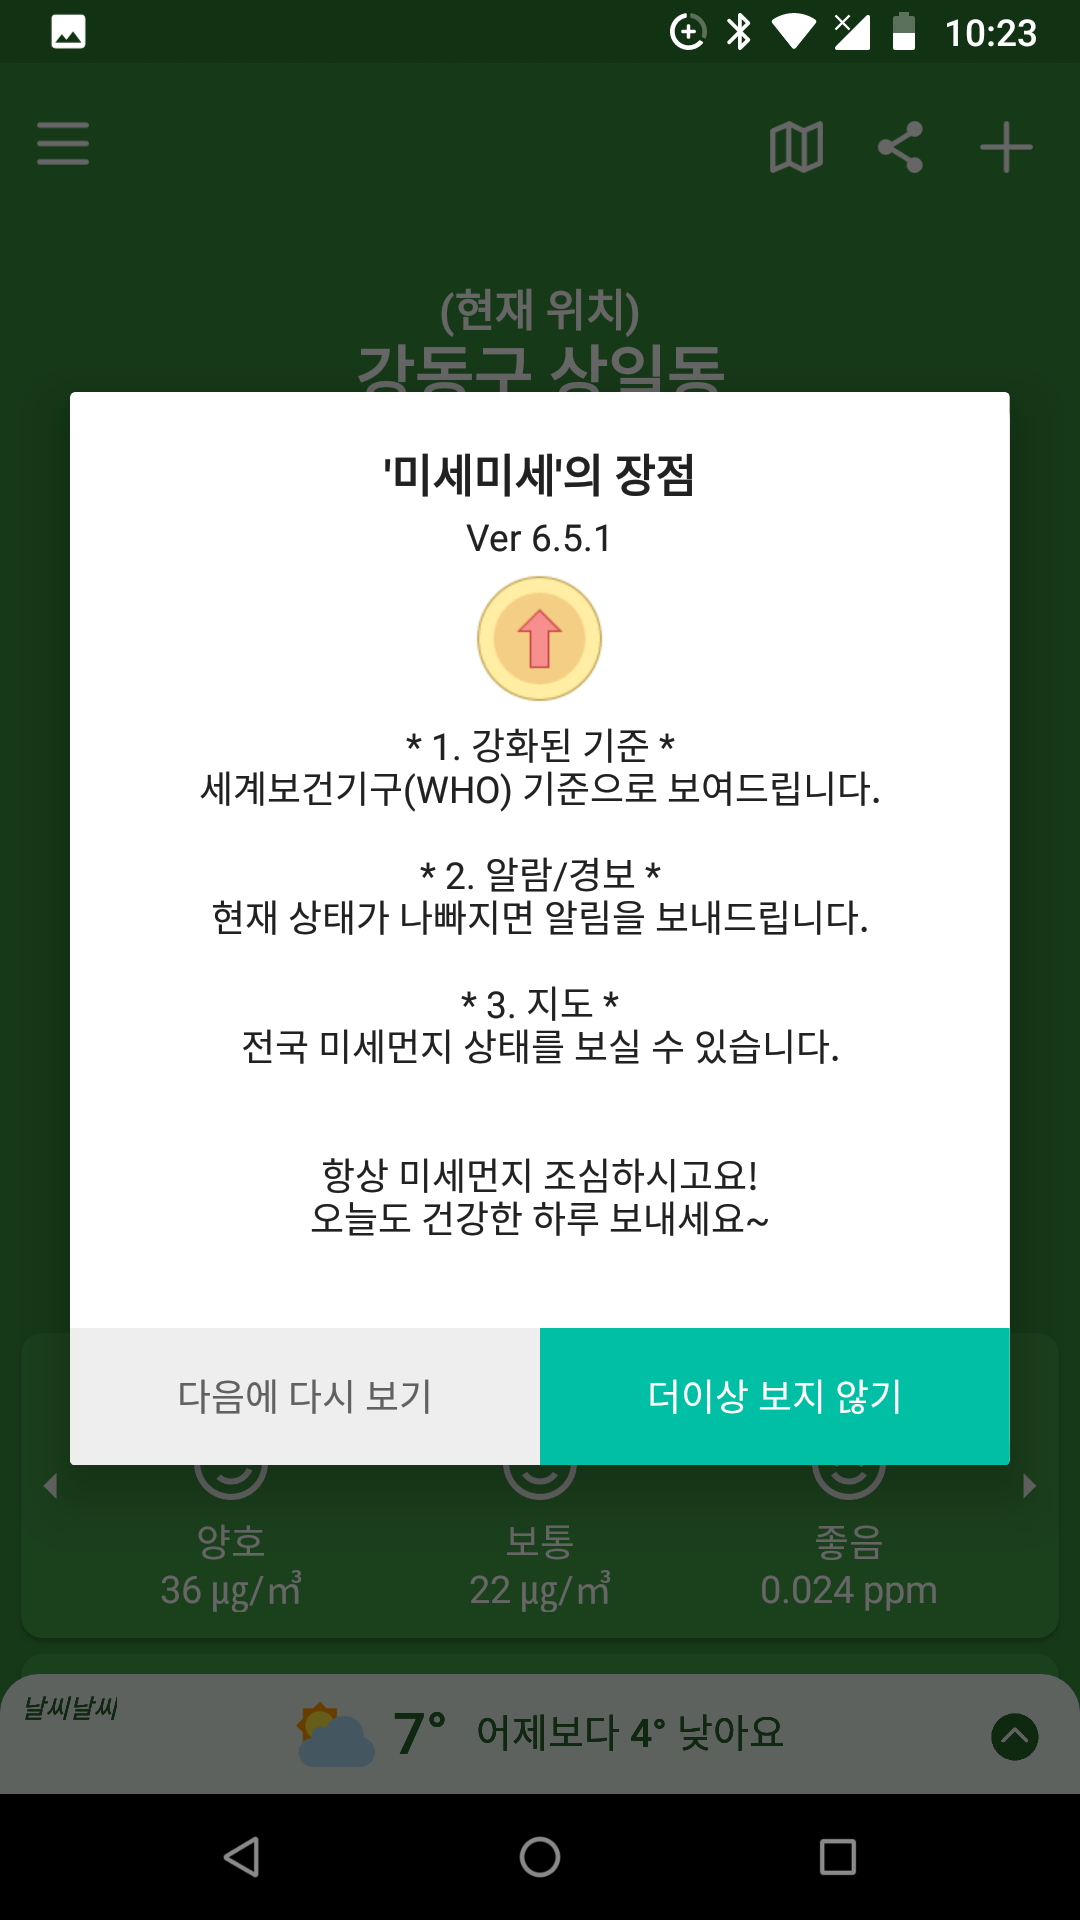 10:23
(현재 위치)
강동구 상일동
'미세미세'의 장점
Ver 6.5.1
* 1. 강화된 기준 *
세계보건기구(WHO) 기준으로 보여드립니다.
* 2. 알람/경보 *
현재 상태가 나빠지면 알림을 보내드립니다.
* 3. 지도 *
전국 미세먼지 상태를 보실 수 있습니다.
항상 미세먼지 조심하시고요!
오늘도 건강한 하루 보내세요~
다음에 다시 보기
더이상 보지 않기
양호
보통
좋음
36 μg/㎥
22 μg/㎥
0.024 ppm
날씨날씨
7° 어제보다 4° 낮아요